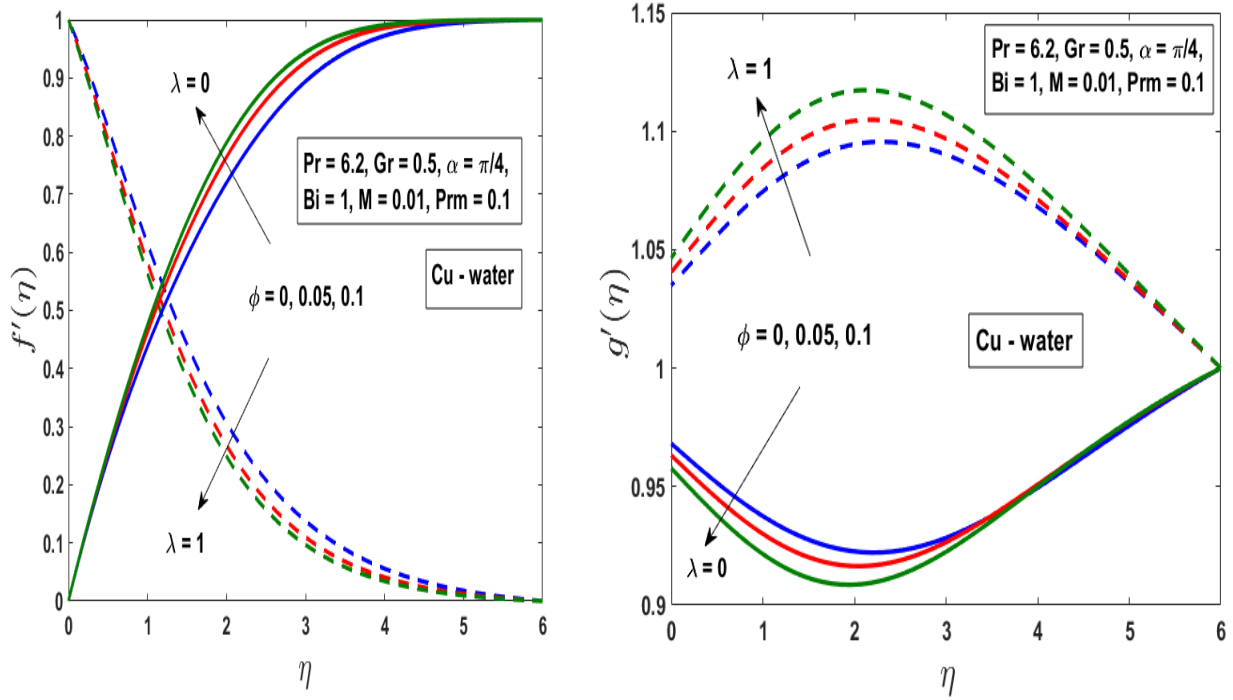 1
0.9
0.8
0.7
0.6
0.5
0.4
0.3
0.2
0.1
0
f′(η)
λ = 0
Pr = 6.2, Gr = 0.5, α = π/4,
Bi = 1, M = 0.01, Prm = 0.1
Cu - water
ϕ = 0, 0.05, 0.1
λ = 1
0 1 2 3 4 5 6
η
1.15
1.1
1.05
1
0.95
0.9
g′(η)
Pr = 6.2, Gr = 0.5, α = π/4,
Bi = 1, M = 0.01, Prm = 0.1
λ = 1
ϕ = 0, 0.05, 0.1
Cu - water
λ = 0
0 1 2 3 4 5 6
η